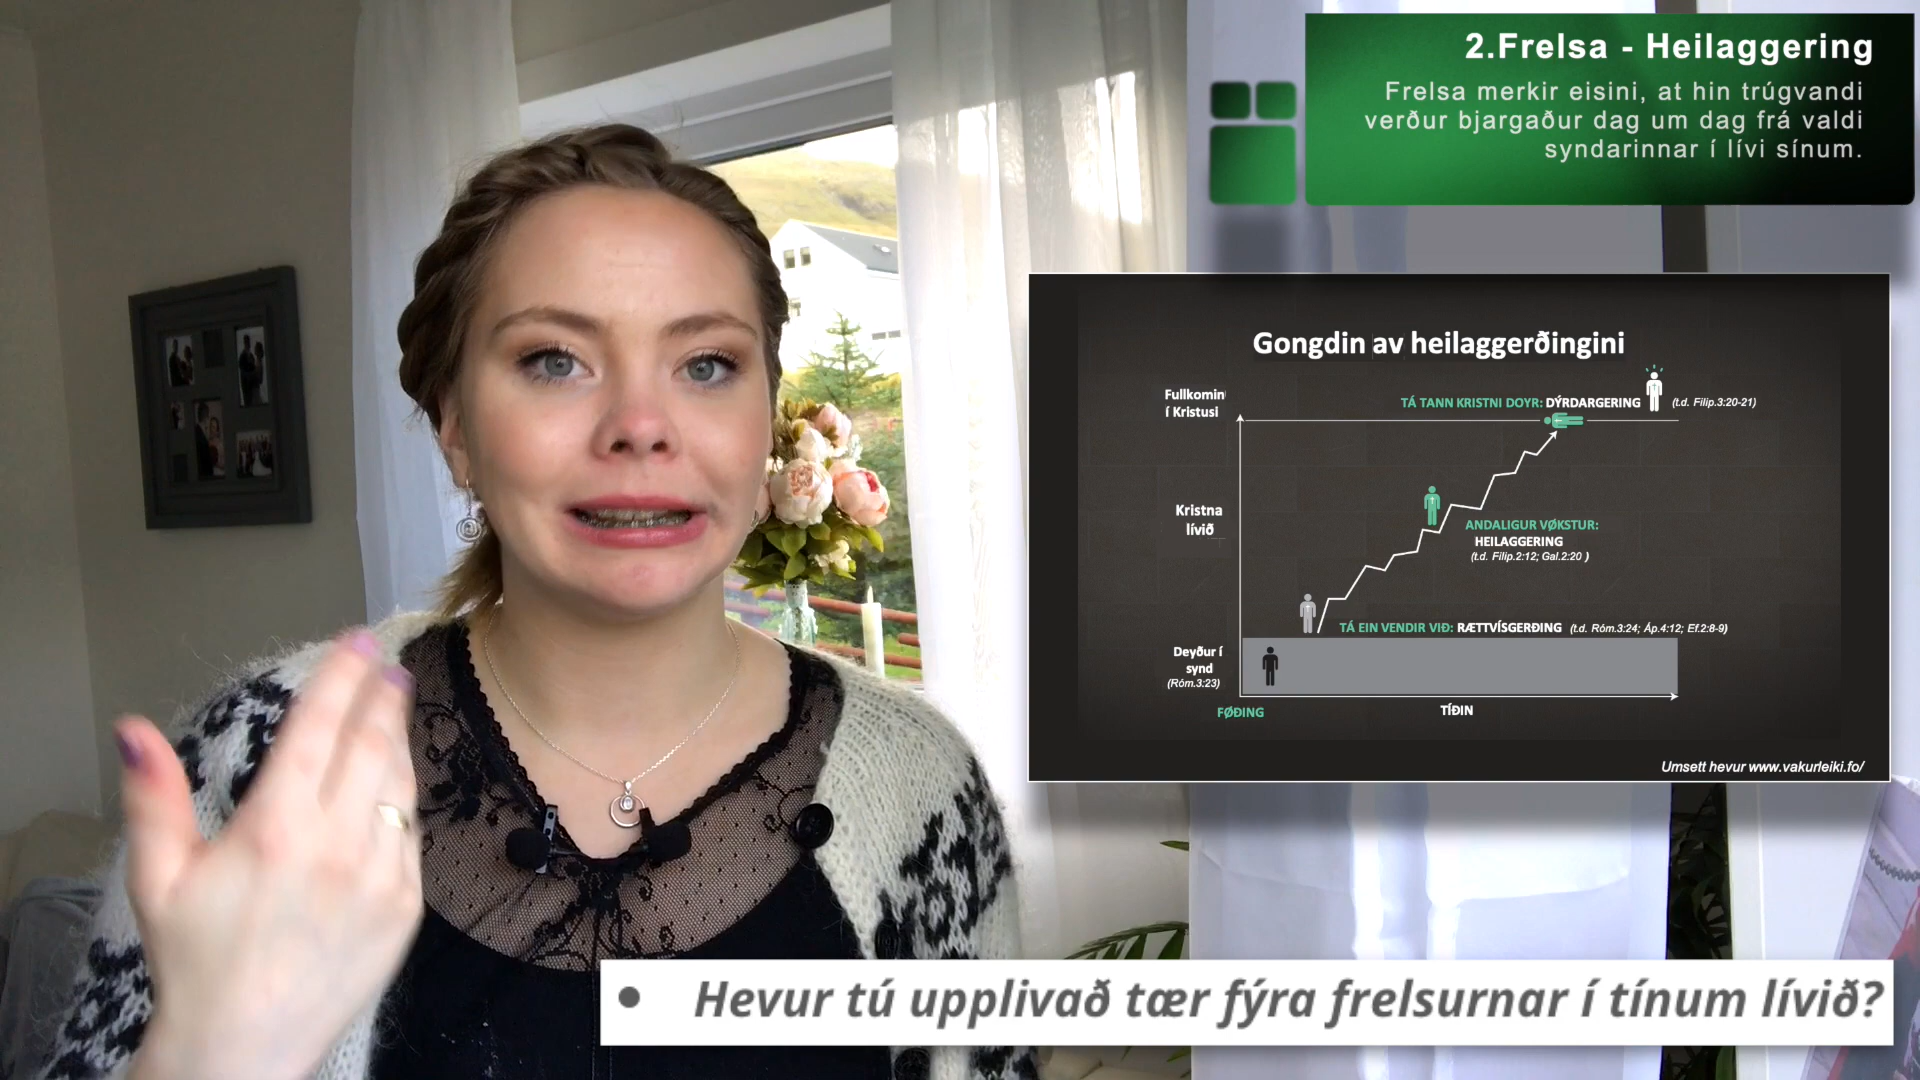 2.Frelsa - Heilaggering
Frelsa merkir eisini, at hin trúgvandi
verður bjargaður dag um dag frá valdi
syndarinnar í lívi sínum.
Gongdin av heilaggerðingini
Fullkomin
í Kristusi
TÁ TANN KRISTNI DOYR: DÝRDARGERING (t.d. Filip.3:20-21)
Kristna
lívið
ANDALIGUR VØKSTUR:
HEILAGGERING
(t.d. Filip.2:12; Gal.2:20 )
TÁ EIN VENDIR VIÐ: RÆTTVÍSGERÐING (t.d. Róm.3:24; Áp.4:12; Ef.2:8-9)
Deyður í
synd
(Róm.3:23)
FØÐING
TÍÐIN
Umsett hevur www.vakurleiki.fo/
• Hevur tú upplivað tær fýra frelsurnar í tínum lívið?